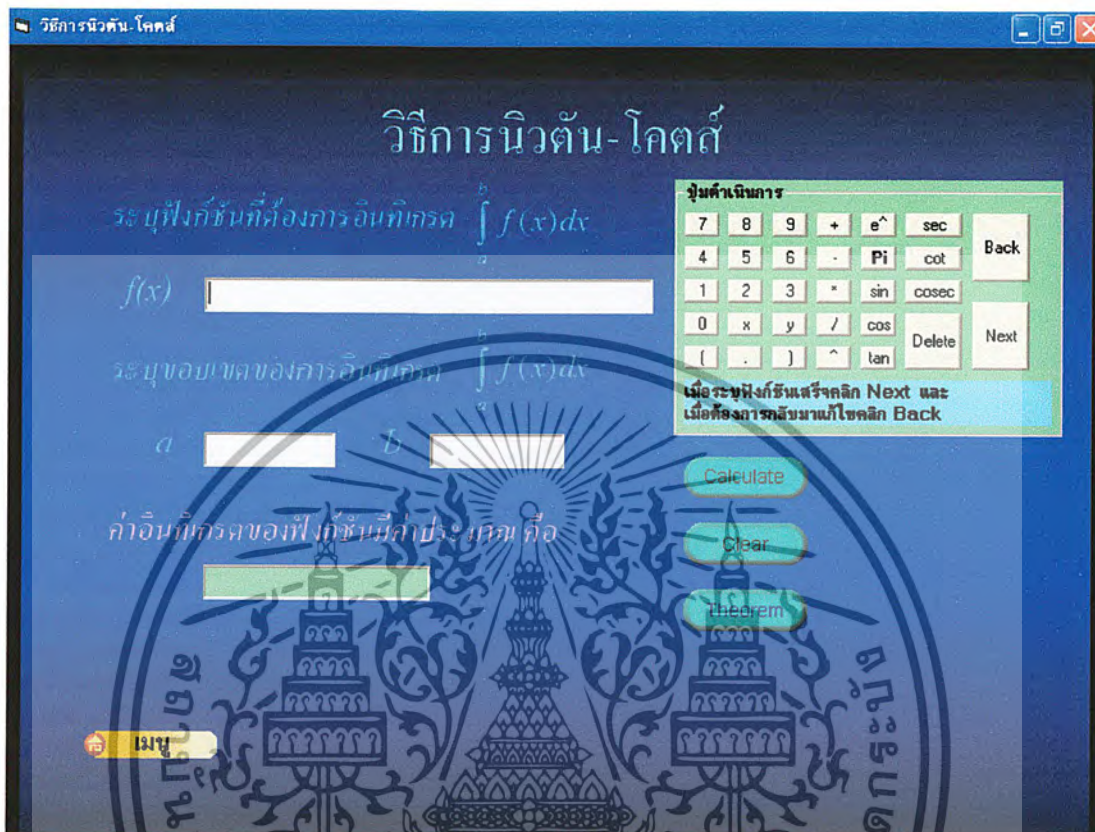 วิธีการนิวตัน-โคตส์
วิธีการนิวตัน-โคตส์
ระบุฟังก์ชันที่ต้องการอินทิเกรต ∫ₐᵇ f(x)dx
f(x)
ระบุขอบเขตของการอินทิเกรต ∫ₐᵇ f(x)dx
a b
ค่าอินทิเกรตของฟังก์ชันมีค่าประมาณ คือ
เมนู
ปุ่มดำเนินการ
7 8 9 + e^ sec
4 5 6 - Pi cot
1 2 3 * sin cosec
0 x y / cos
( . ) ^ tan
Delete
Back
Next
เมื่อระบุฟังก์ชันเสร็จคลิก Next และ
เมื่อต้องการกลับมาแก้ไขคลิก Back
Calculate
Clear
Theorem